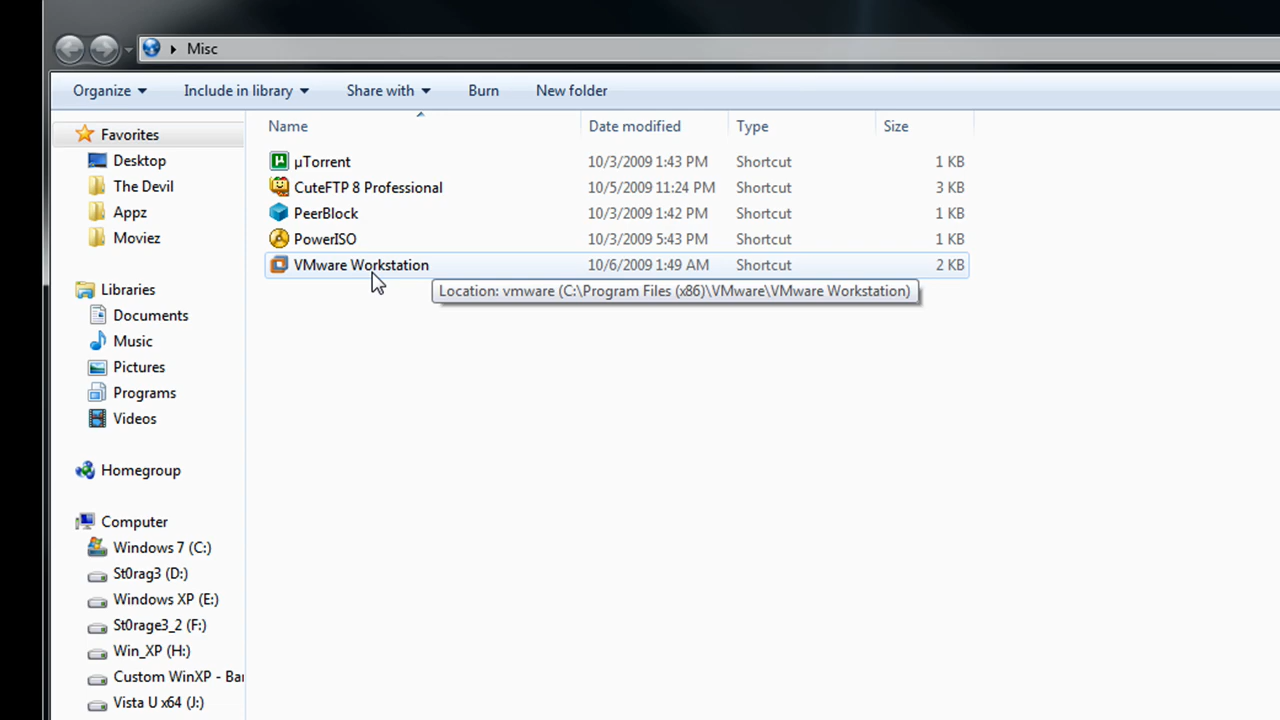 Misc
Organize Include in library Share with Burn New folder
Name Date modified Type Size
µTorrent 10/3/2009 1:43 PM Shortcut 1 KB
CuteFTP 8 Professional 10/5/2009 11:24 PM Shortcut 3 KB
PeerBlock 10/3/2009 1:42 PM Shortcut 1 KB
PowerISO 10/3/2009 5:43 PM Shortcut 1 KB
VMware Workstation 10/6/2009 1:49 AM Shortcut 2 KB
Location: vmware (C:\Program Files (x86)\VMware\VMware Workstation)
Favorites
Desktop
The Devil
Appz
Moviez
Libraries
Documents
Music
Pictures
Programs
Videos
Homegroup
Computer
Windows 7 (C:)
St0rag3 (D:)
Windows XP (E:)
St0rage3_2 (F:)
Win_XP (H:)
Custom WinXP - Bar
Vista U x64 (J:)